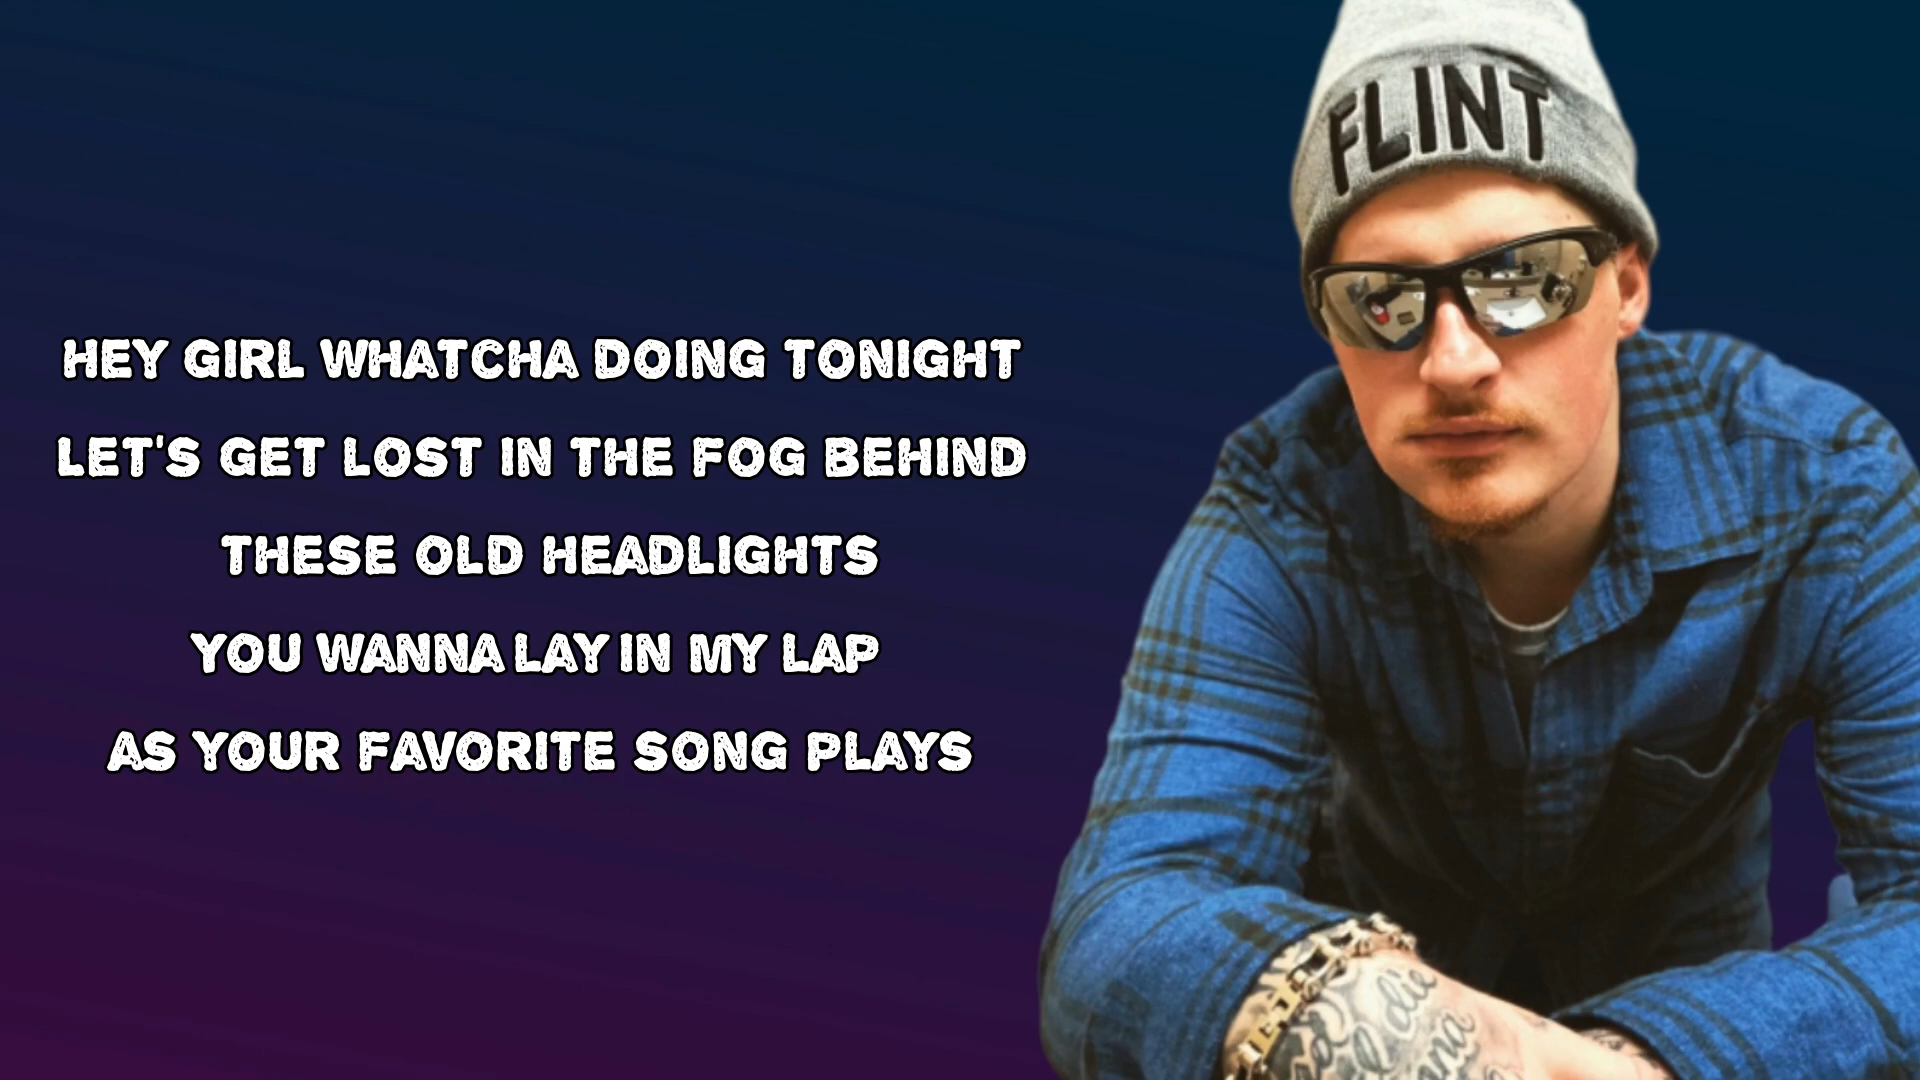 FLINT
HEY GIRL WHATCHA DOING TONIGHT
LET'S GET LOST IN THE FOG BEHIND
THESE OLD HEADLIGHTS
YOU WANNA LAY IN MY LAP
AS YOUR FAVORITE SONG PLAYS
die